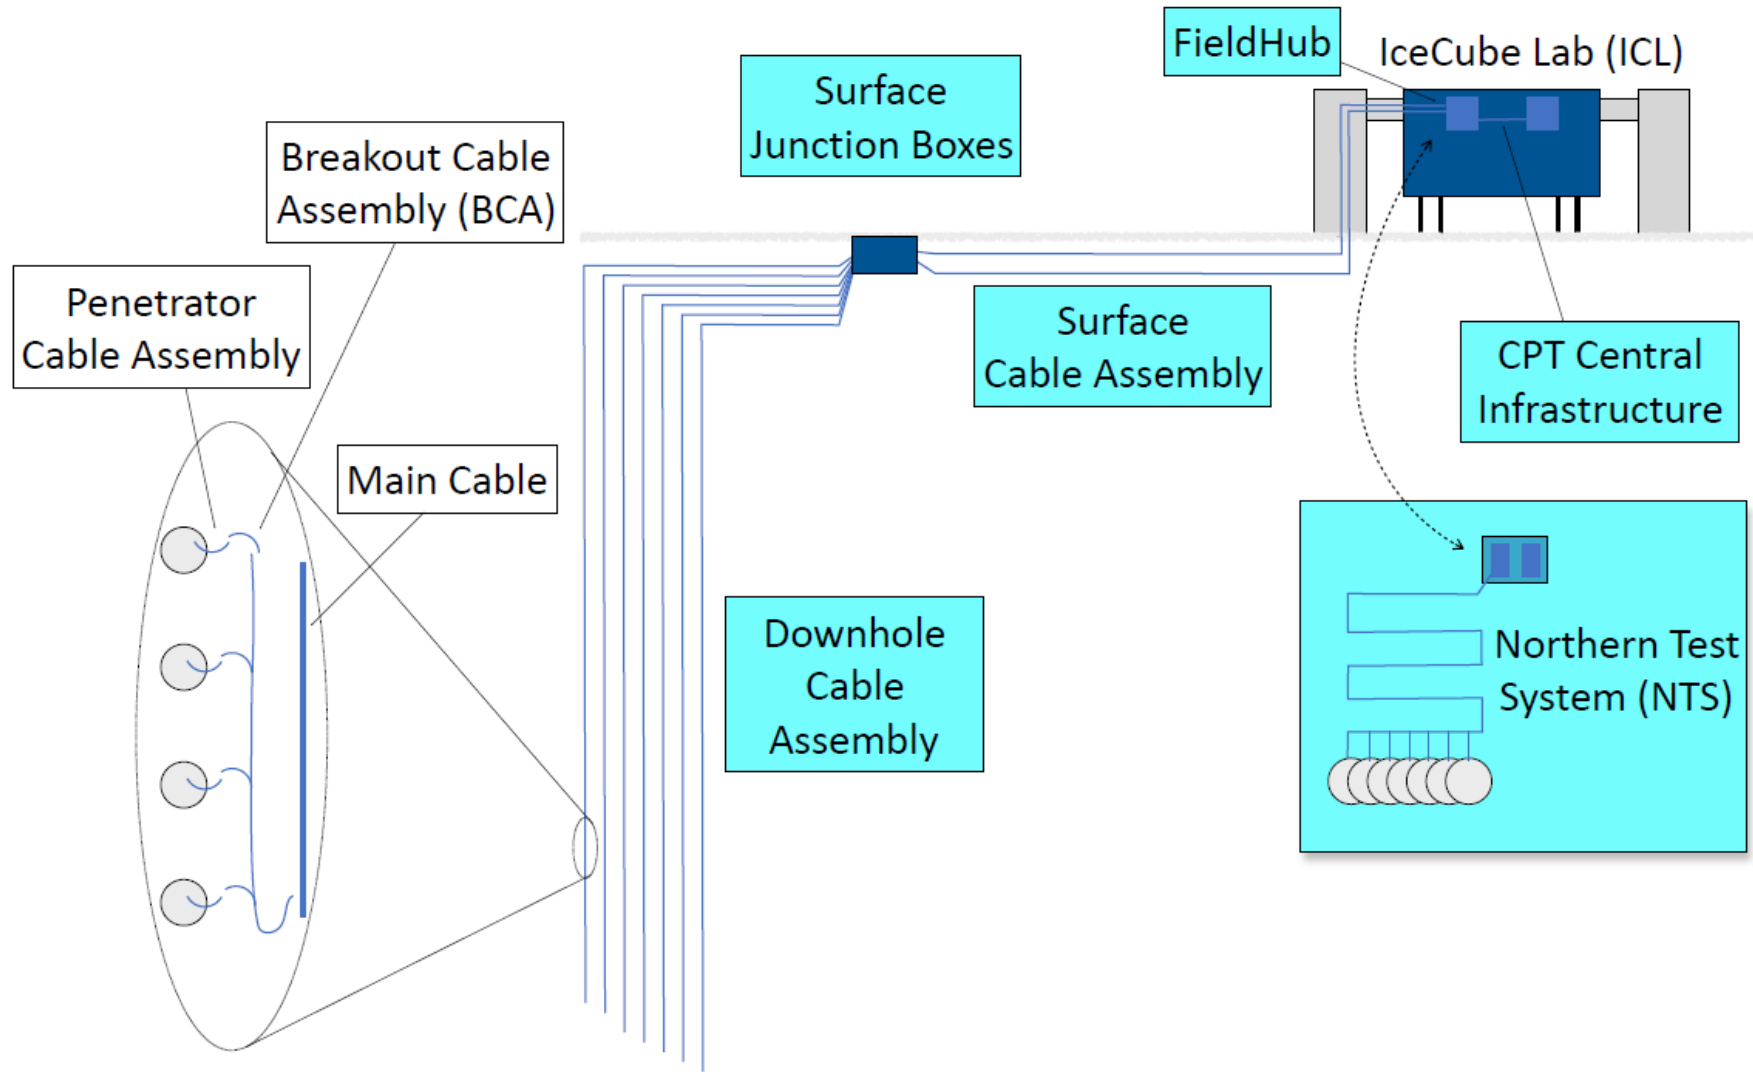 FieldHub
IceCube Lab (ICL)
Surface
Junction Boxes
Breakout Cable
Assembly (BCA)
Penetrator
Cable Assembly
Surface
Cable Assembly
CPT Central
Infrastructure
Main Cable
Downhole
Cable
Assembly
Northern Test
System (NTS)